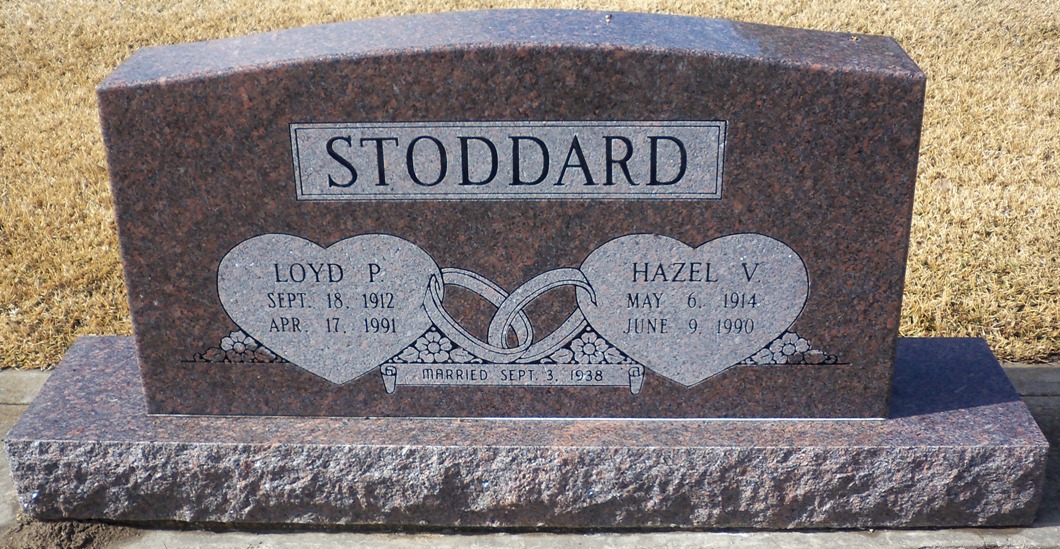 STODDARD
LOYD P.
SEPT. 18, 1912
APR. 17, 1991
HAZEL V.
MAY 6, 1914
JUNE 9, 1990
MARRIED SEPT. 3, 1938